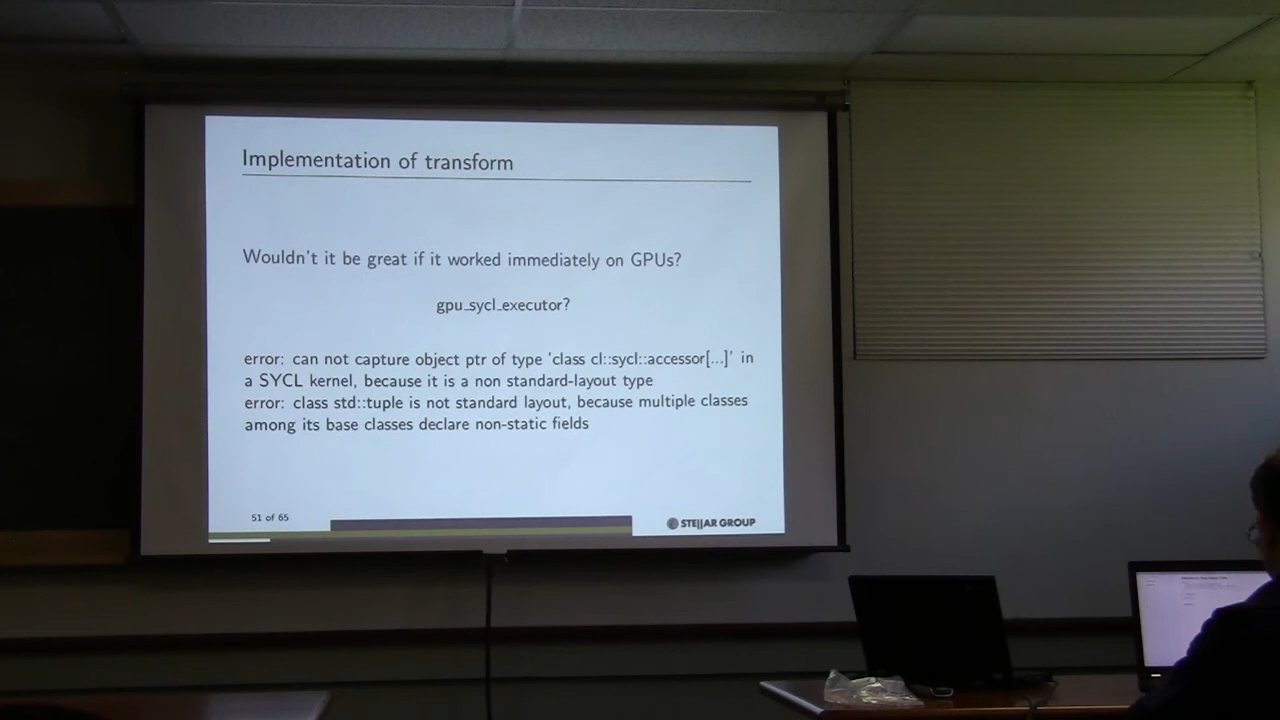 Implementation of transform
Wouldn't it be great if it worked immediately on GPUs?
gpu_sycl_executor?
error: can not capture object ptr of type 'class cl::sycl::accessor[...]' in
a SYCL kernel, because it is a non standard-layout type
error: class std::tuple is not standard layout, because multiple classes
among its base classes declare non-static fields
51 of 65
STE||AR GROUP